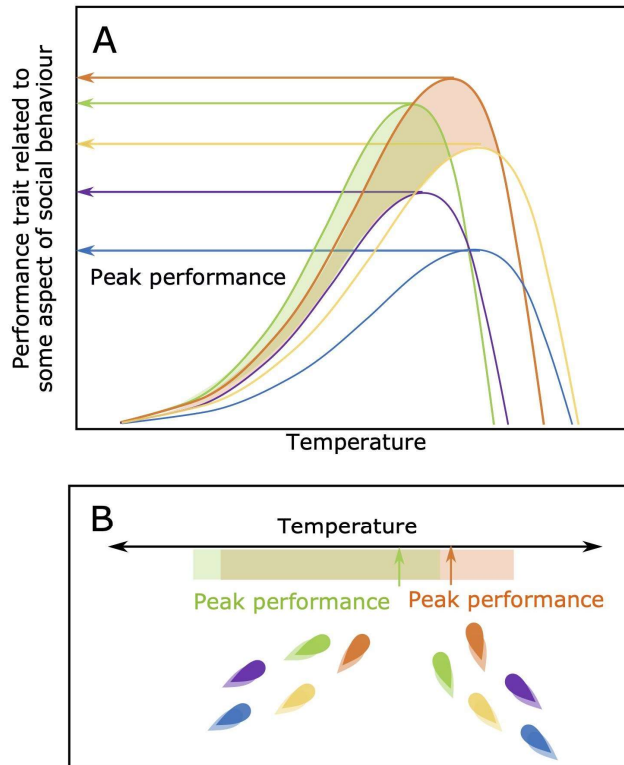 A
Performance trait related to
some aspect of social behaviour
Peak performance
Temperature
B
Temperature
Peak performance
Peak performance